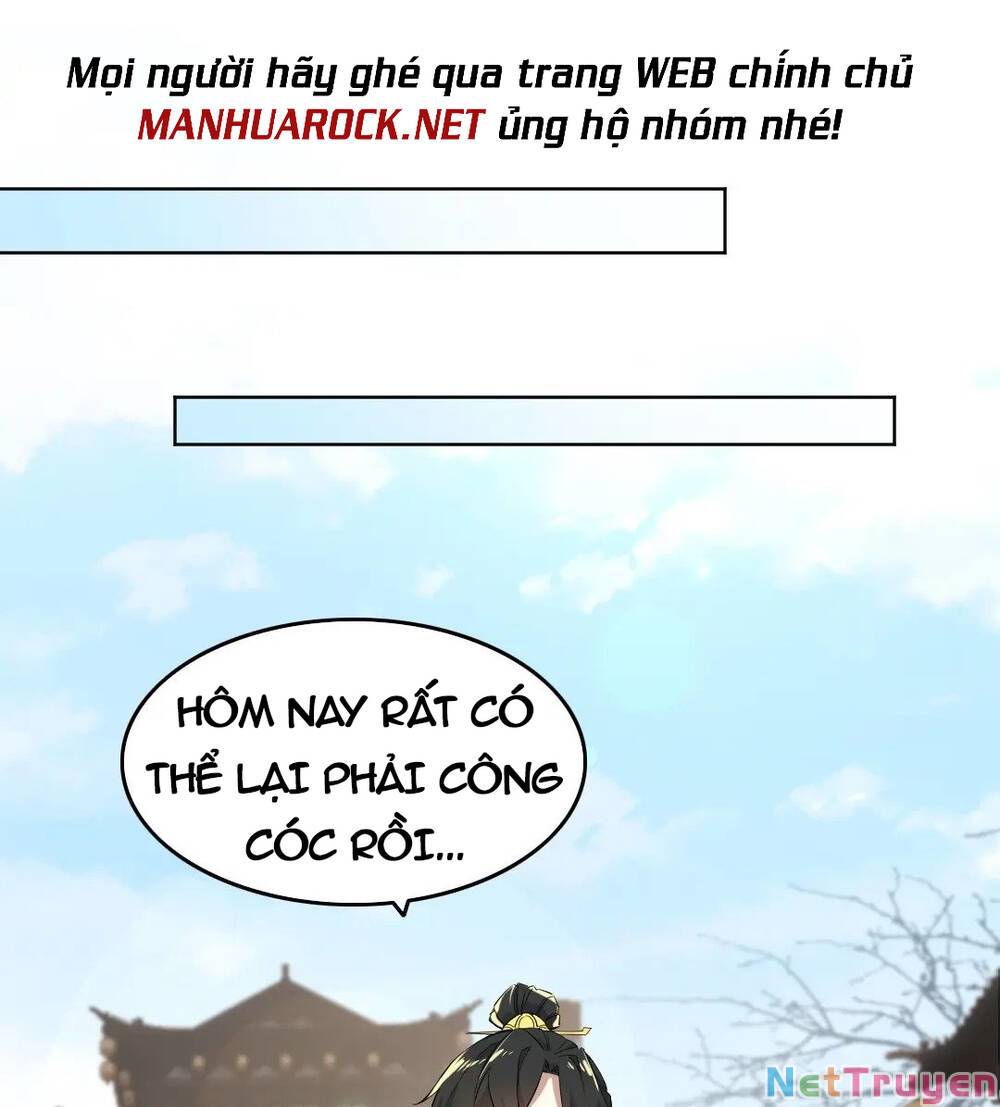 Mọi người hãy ghé qua trang WEB chính chủ
MANHUAROCK.NET ủng hộ nhóm nhé!
HÔM NAY RẤT CÓ
THỂ LẠI PHẢI CÔNG
CÓC RỒI...
NetTruyen